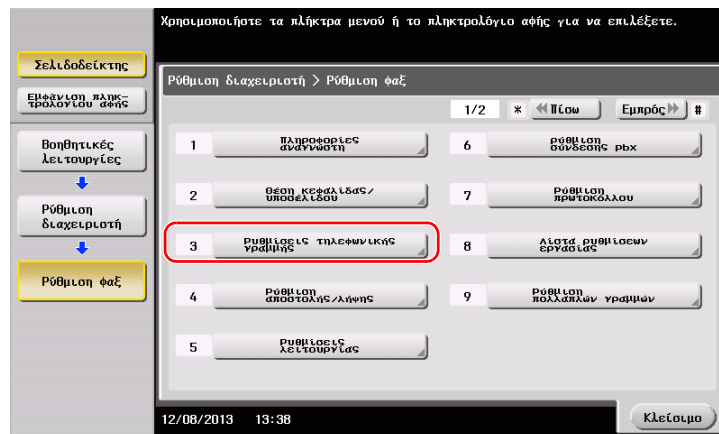 Χρησιμοποιήστε τα πλήκτρα μενού ή το πληκτρολόγιο αφής για να επιλέξετε.
Σελιδοδείκτης
Εμφάνιση πληκ-
τρολογίου αφής
Βοηθητικές
λειτουργίες
Ρύθμιση
διαχειριστή
Ρύθμιση φαξ
Ρύθμιση διαχειριστή > Ρύθμιση φαξ
1/2
* Πίσω
Εμπρός #
1 Πληροφορίες
αναγνώστη
2 Θέση κεφαλίδας/
υποσέλιδου
3 Ρυθμίσεις τηλεφωνικής
γραμμής
4 Ρύθμιση
αποστολής/λήψης
5 Ρυθμίσεις
λειτουργίας
6 Ρύθμιση
σύνδεσης PBX
7 Ρύθμιση
πρωτοκόλλου
8 Λίστα ρυθμίσεων
εργασίας
9 Ρύθμιση
πολλαπλών γραμμών
12/08/2013 13:38
Κλείσιμο